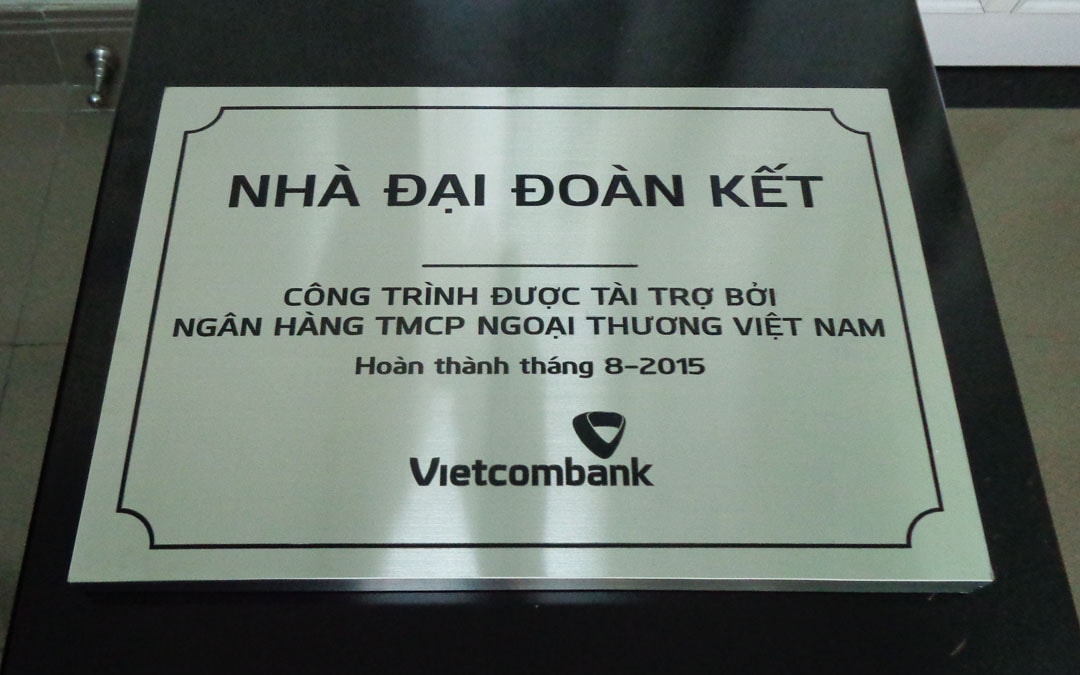 NHÀ ĐẠI ĐOÀN KẾT
CÔNG TRÌNH ĐƯỢC TÀI TRỢ BỞI
NGÂN HÀNG TMCP NGOẠI THƯƠNG VIỆT NAM
Hoàn thành tháng 8-2015
Vietcombank